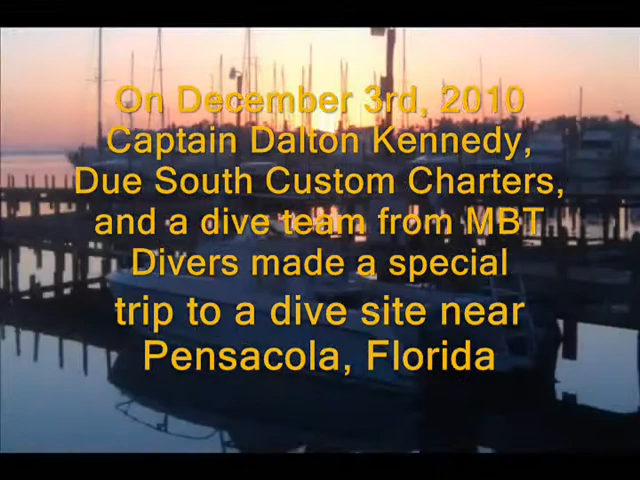 On December 3rd, 2010
Captain Dalton Kennedy,
Due South Custom Charters,
and a dive team from MBT
Divers made a special
trip to a dive site near
Pensacola, Florida